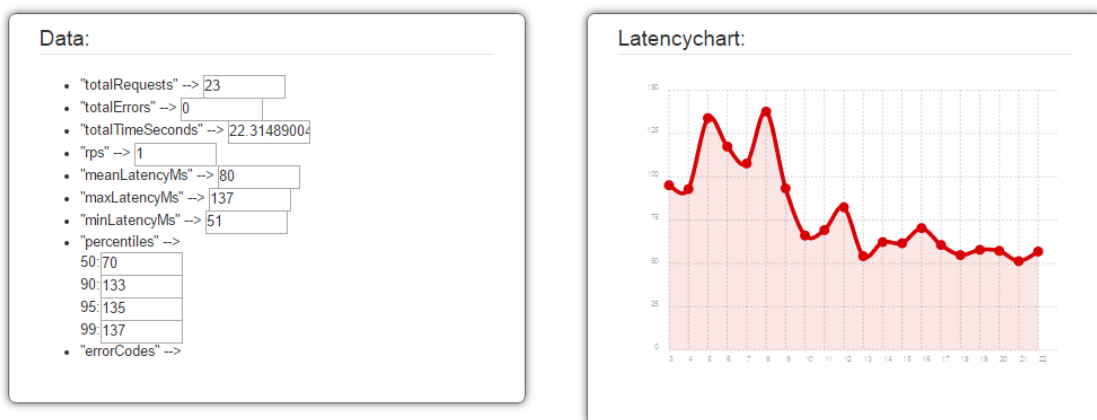 Data:
"totalRequests" --> 23
"totalErrors" --> 0
"totalTimeSeconds" --> 22.31489004
"rps" --> 1
"meanLatencyMs" --> 80
"maxLatencyMs" --> 137
"minLatencyMs" --> 51
"percentiles" -->
50: 70
90: 133
95: 135
99: 137
"errorCodes" -->
Latencychart:
150
125
100
75
50
25
0
3 4 5 6 7 8 9 10 11 12 13 14 15 16 17 18 19 20 21 22